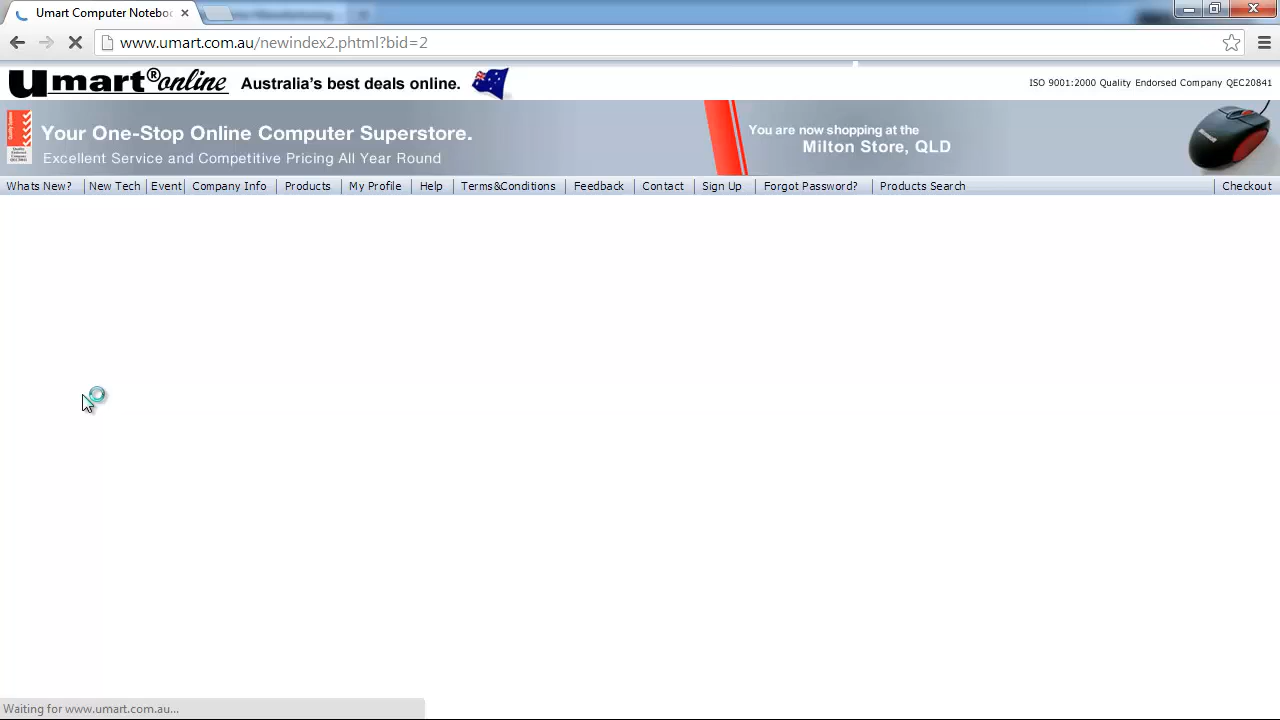 Umart Computer Noteboo
www.umart.com.au/newindex2.phtml?bid=2
Umart®online Australia's best deals online. ISO 9001:2000 Quality Endorsed Company QEC20841
Your One-Stop Online Computer Superstore.
Excellent Service and Competitive Pricing All Year Round
You are now shopping at the
Milton Store, QLD
Whats New? New Tech Event Company Info Products My Profile Help Terms&Conditions Feedback Contact Sign Up Forgot Password? Products Search Checkout
Waiting for www.umart.com.au...